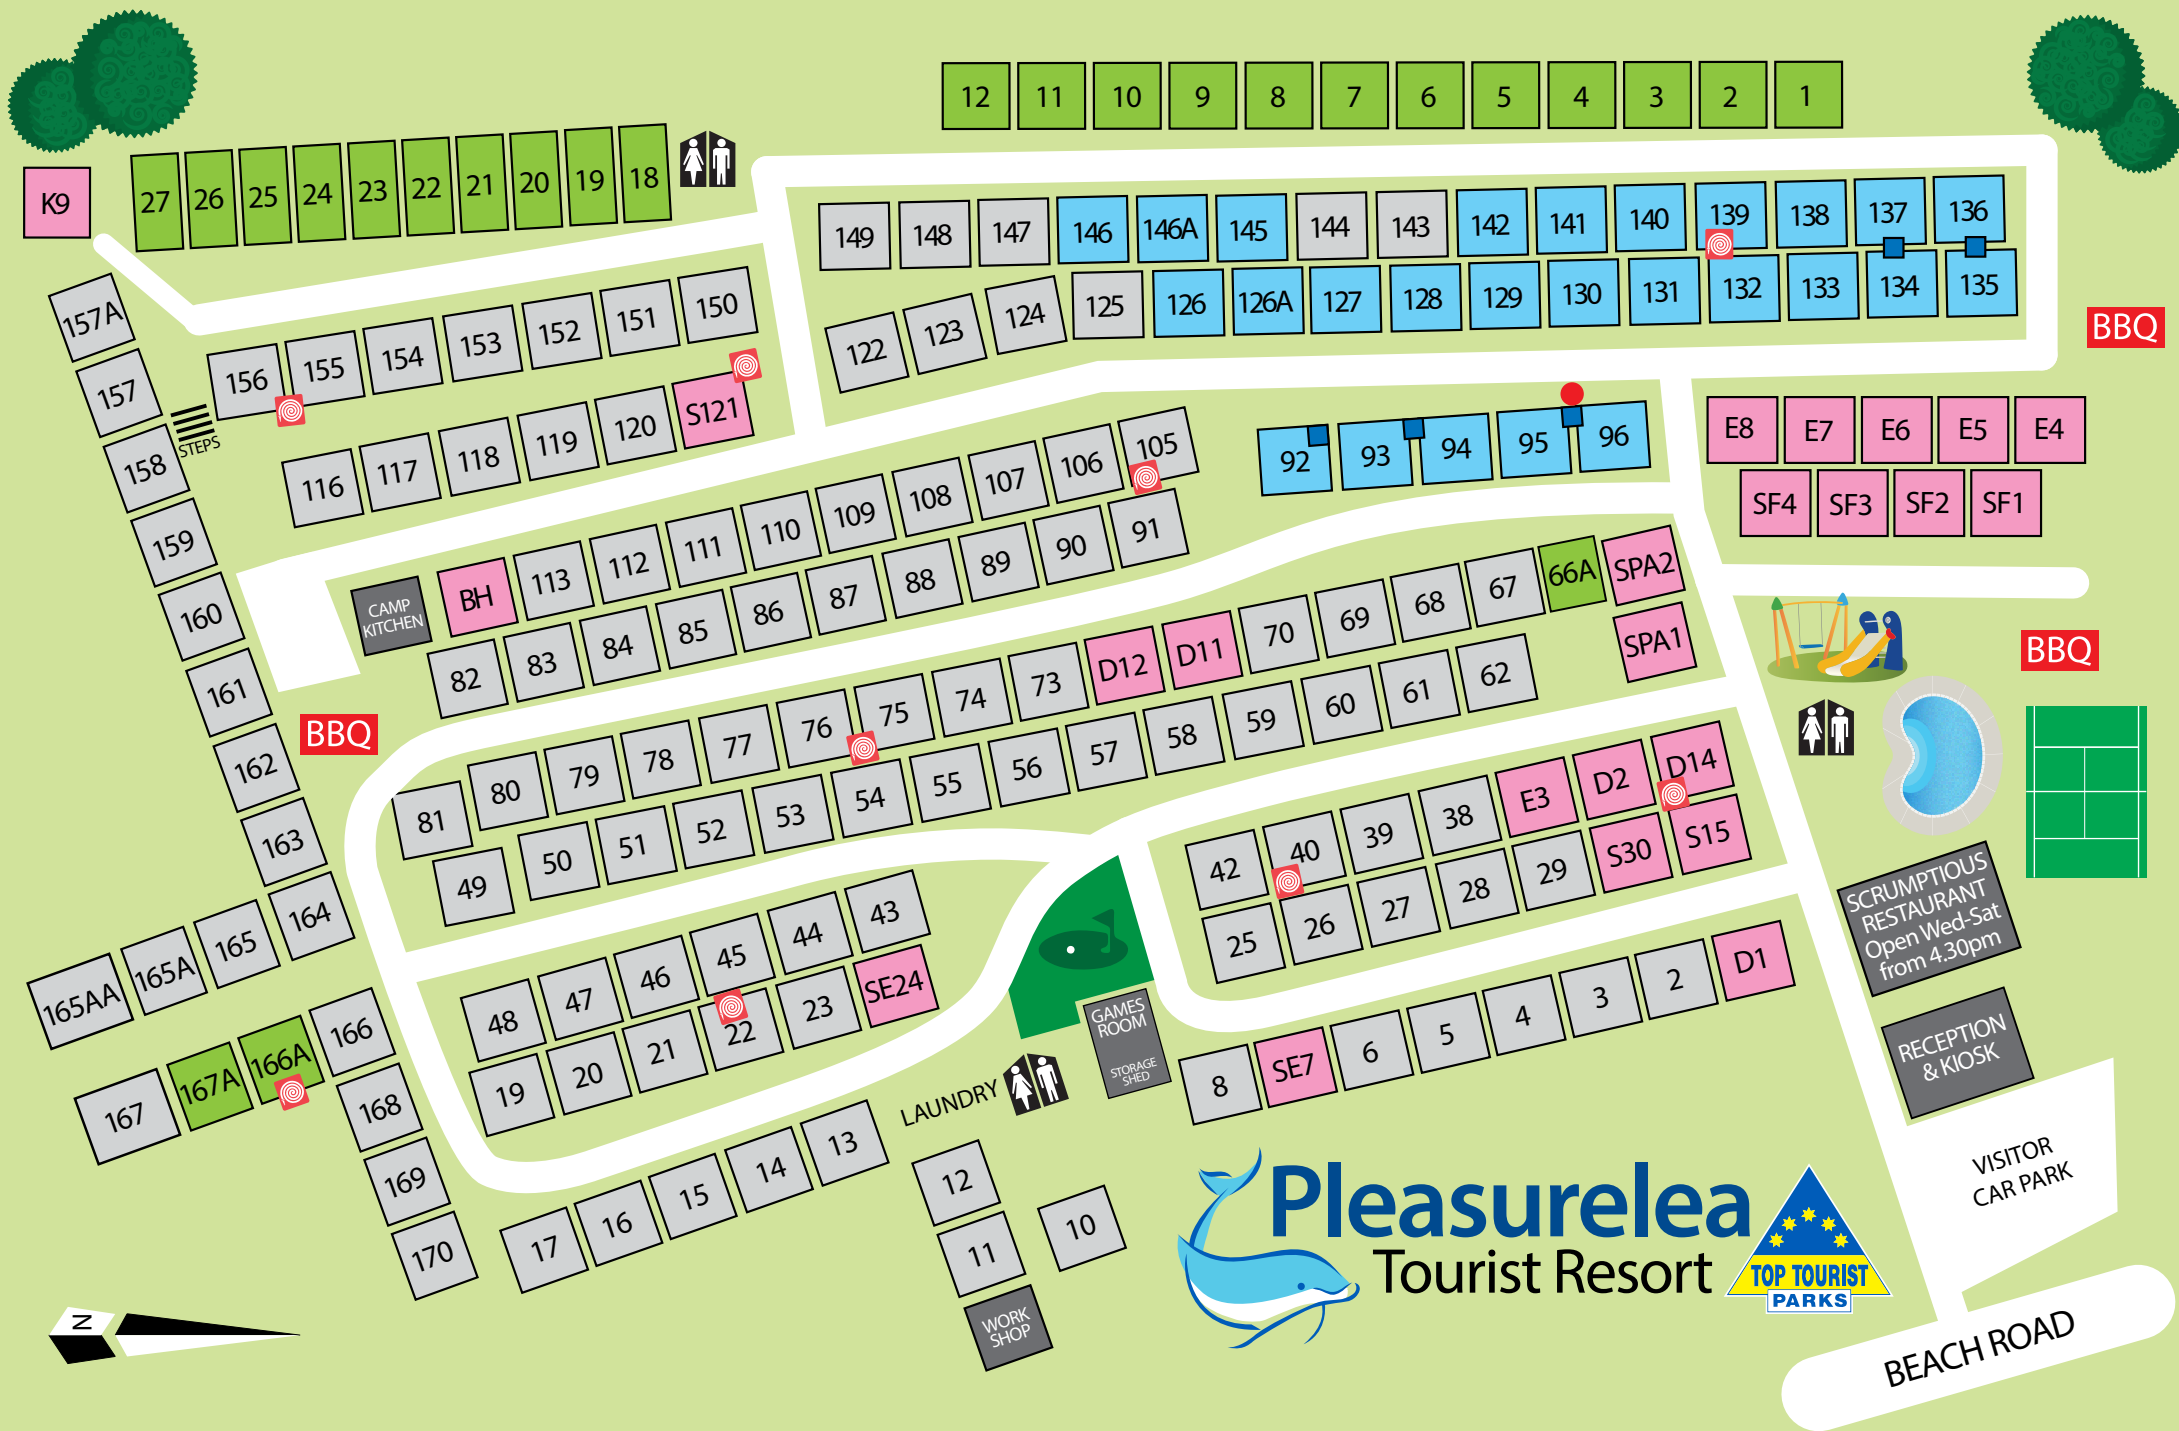 12 11 10 9 8 7 6 5 4 3 2 1
K9 27 26 25 24 23 22 21 20 19 18
149 148 147 146 146A 145 144 143 142 141 140 139 138 137 136
122 123 124 125 126 126A 127 128 129 130 131 132 133 134 135
BBQ
157A
157
158
159
160
161
162
163
164
165
165A
165AA
156 155 154 153 152 151 150
STEPS
116 117 118 119 120 S121
92 93 94 95 96
E8 E7 E6 E5 E4
SF4 SF3 SF2 SF1
CAMP
KITCHEN
BH 113 112 111 110 109 108 107 106 105
82 83 84 85 86 87 88 89 90 91
BBQ
81 80 79 78 77 76 75 74 73 D12 D11 70 69 68 67 66A SPA2
SPA1
49 50 51 52 53 54 55 56 57 58 59 60 61 62
BBQ
42 40 39 38 E3 D2 D14
25 26 27 28 29 S30 S15
SCRUMPTIOUS
RESTAURANT
Open Wed-Sat
from 4.30pm
48 47 46 45 44 43
19 20 21 22 23 SE24
GAMES
ROOM
STORAGE
SHED
8 SE7 6 5 4 3 2 D1
RECEPTION
& KIOSK
167 167A 166A 166
168
169
170
17 16 15 14 13
LAUNDRY
12
11
10
WORK
SHOP
VISITOR
CAR PARK
Pleasurelea
Tourist Resort
TOP TOURIST
PARKS
N
BEACH ROAD